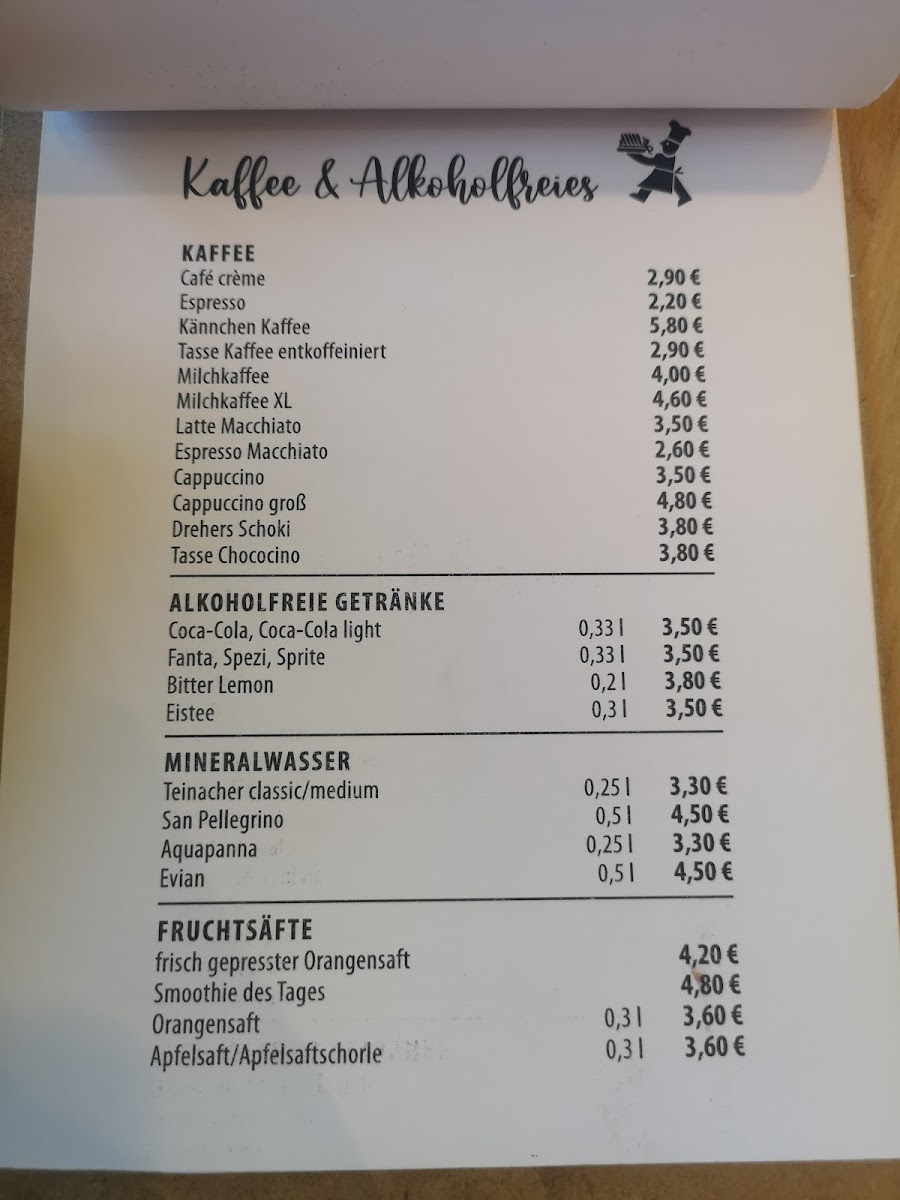 Kaffee & Alkoholfreies
KAFFEE
Café crème 2,90 €
Espresso 2,20 €
Kännchen Kaffee 5,80 €
Tasse Kaffee entkoffeiniert 2,90 €
Milchkaffee 4,00 €
Milchkaffee XL 4,60 €
Latte Macchiato 3,50 €
Espresso Macchiato 2,60 €
Cappuccino 3,50 €
Cappuccino groß 4,80 €
Drehers Schoki 3,80 €
Tasse Chococino 3,80 €
ALKOHOLFREIE GETRÄNKE
Coca-Cola, Coca-Cola light 0,33 l 3,50 €
Fanta, Spezi, Sprite 0,33 l 3,50 €
Bitter Lemon 0,2 l 3,80 €
Eistee 0,3 l 3,50 €
MINERALWASSER
Teinacher classic/medium 0,25 l 3,30 €
San Pellegrino 0,5 l 4,50 €
Aquapanna 0,25 l 3,30 €
Evian 0,5 l 4,50 €
FRUCHTSÄFTE
frisch gepresster Orangensaft 4,20 €
Smoothie des Tages 4,80 €
Orangensaft 0,3 l 3,60 €
Apfelsaft/Apfelsaftschorle 0,3 l 3,60 €